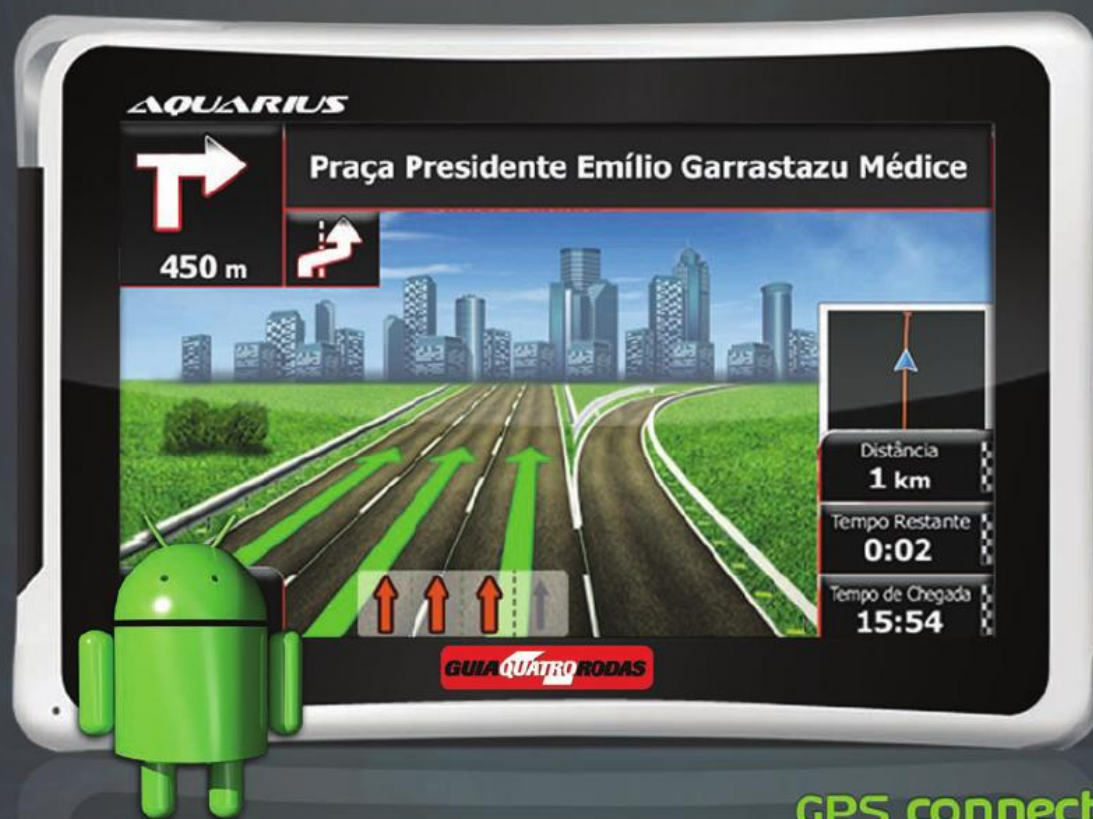 AQUARIUS
Praça Presidente Emílio Garrastazu Médice
450 m
Distância
1 km
Tempo Restante
0:02
Tempo de Chegada
15:54
GUIA QUATRO RODAS
GPS connect